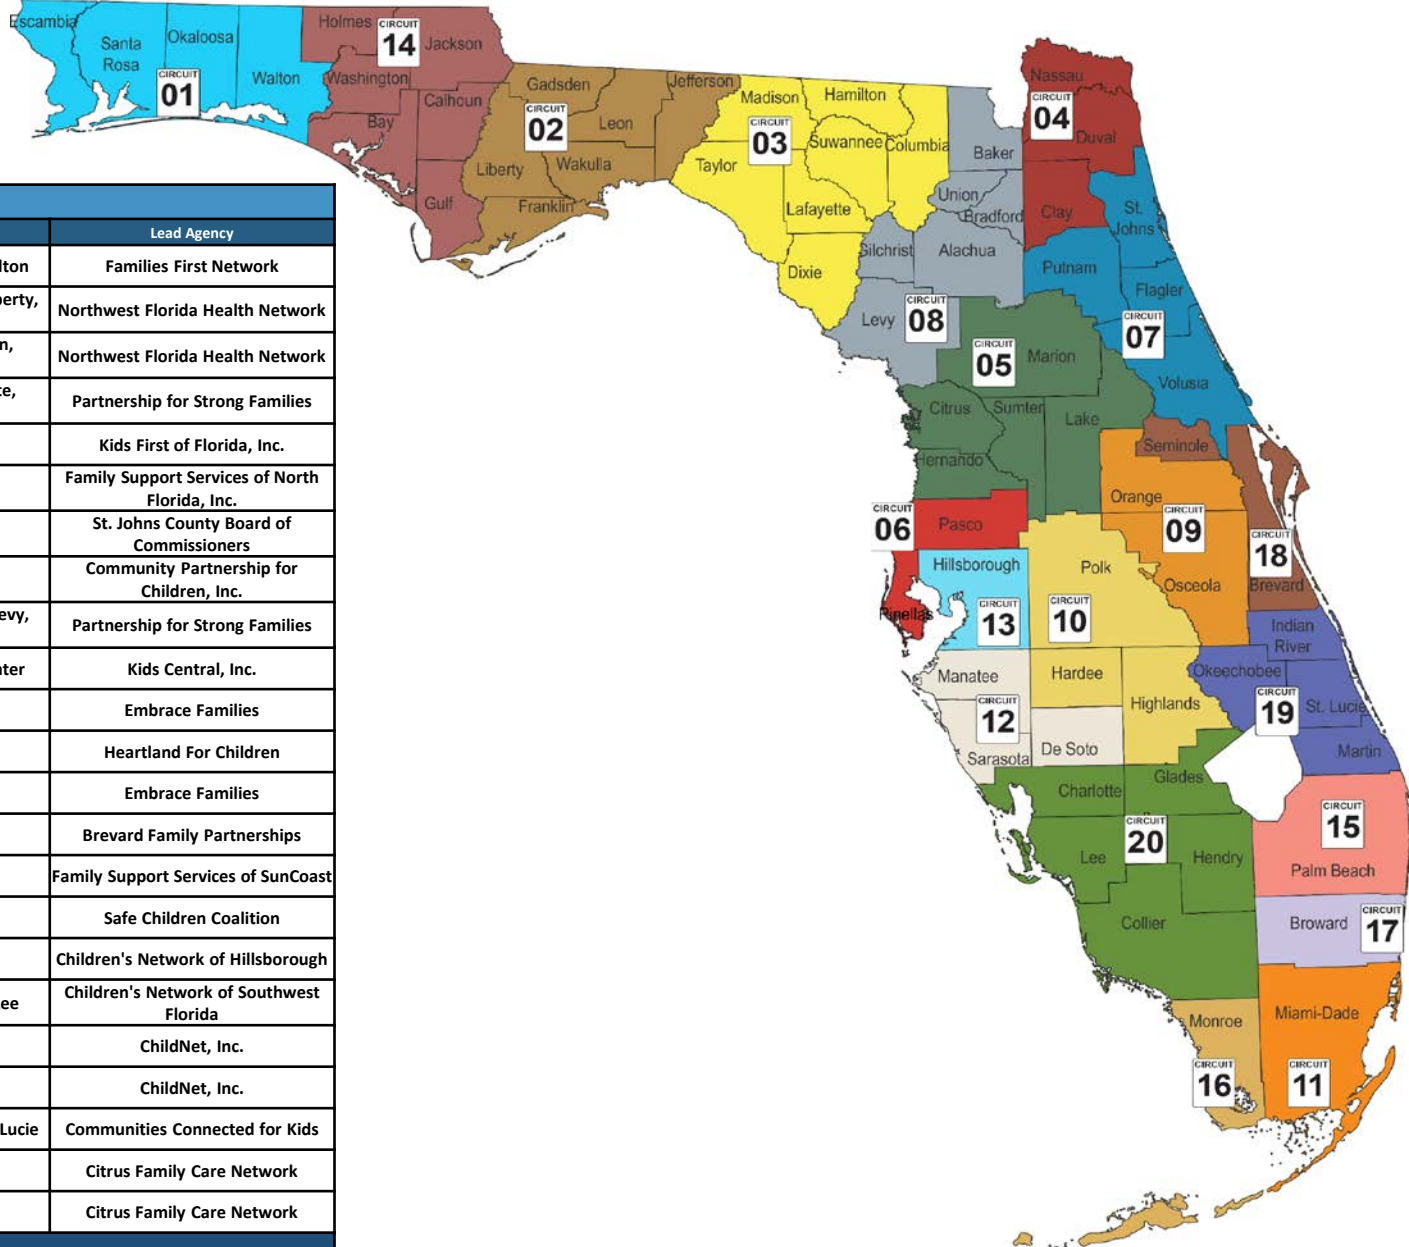 Lead Agency
lton
Families First Network
perty,
Northwest Florida Health Network
n,
Northwest Florida Health Network
te,
Partnership for Strong Families
Kids First of Florida, Inc.
Family Support Services of North
Florida, Inc.
St. Johns County Board of
Commissioners
Community Partnership for
Children, Inc.
evy,
Partnership for Strong Families
nter
Kids Central, Inc.
Embrace Families
Heartland For Children
Embrace Families
Brevard Family Partnerships
Family Support Services of SunCoast
Safe Children Coalition
Children's Network of Hillsborough
ee
Children's Network of Southwest
Florida
ChildNet, Inc.
ChildNet, Inc.
Lucie
Communities Connected for Kids
Citrus Family Care Network
Citrus Family Care Network
Escambia
Santa
Rosa
Okaloosa
Walton
CIRCUIT
01
Holmes
Jackson
Washington
Calhoun
Bay
Gulf
CIRCUIT
14
Gadsden
Jefferson
Leon
Liberty
Wakulla
Franklin
CIRCUIT
02
Madison
Hamilton
Suwannee
Columbia
Taylor
Lafayette
Dixie
CIRCUIT
03
Nassau
Duval
Clay
CIRCUIT
04
Baker
Union
Bradford
Gilchrist
Alachua
Levy
CIRCUIT
08
St.
Johns
Putnam
Flagler
Volusia
CIRCUIT
07
Marion
Citrus
Sumter
Lake
Hernando
CIRCUIT
05
Pasco
Pinellas
CIRCUIT
06
Seminole
Brevard
CIRCUIT
18
Orange
Osceola
CIRCUIT
09
Hillsborough
CIRCUIT
13
Polk
Hardee
Highlands
CIRCUIT
10
Manatee
Sarasota
De Soto
CIRCUIT
12
Indian
River
Okeechobee
St. Lucie
Martin
CIRCUIT
19
Charlotte
Glades
Lee
Hendry
Collier
CIRCUIT
20
CIRCUIT
15
Palm Beach
Broward
CIRCUIT
17
Monroe
CIRCUIT
16
Miami-Dade
CIRCUIT
11